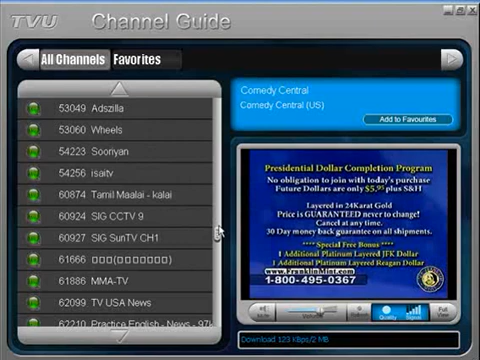 TVU Channel Guide
All Channels Favorites
53049 Adszilla
53060 Wheels
54223 Sooriyan
54256 isaitv
60874 Tamil Maalai - kalai
60924 SIG CCTV 9
60927 SIG SunTV CH1
61666 □□□(□□□□□□□)
61886 MMA-TV
62099 TV USA News
62210 Practice English - News - 97k
Comedy Central
Comedy Central (US)
Add to Favourites
Presidential Dollar Completion Program
No obligation to join with today's purchase
Future Dollars are only $5.95 plus S&H
Layered in 24Karat Gold
Price is GUARANTEED never to change!
Cancel at any time.
30 Day money back guarantee on all shipments.
**** Special Free Bonus ****
1 Additional Platinum Layered JFK Dollar
1 Additional Platinum Layered Reagan Dollar
www.FranklinMint.com
1-800-495-0367
Mute
Volume
Quality
Signal
Full View
Download 123 KBps/2 MB